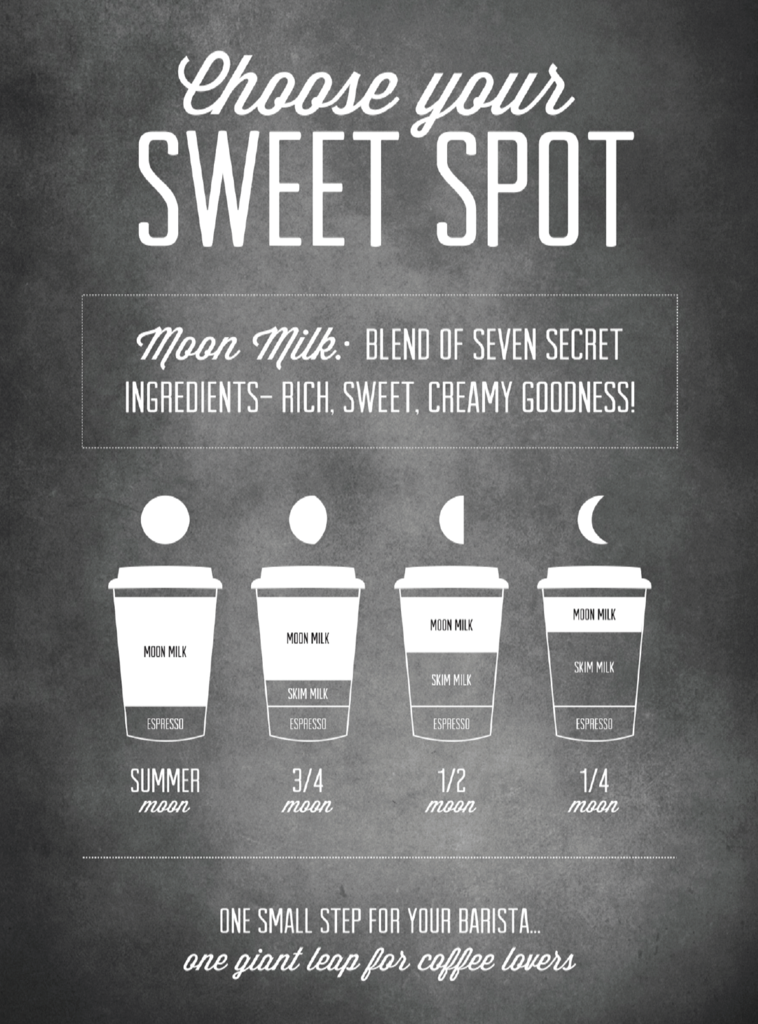 Choose your
SWEET SPOT
Moon Milk: BLEND OF SEVEN SECRET
INGREDIENTS- RICH, SWEET, CREAMY GOODNESS!
MOON MILK
ESPRESSO
SUMMER
moon
MOON MILK
SKIM MILK
ESPRESSO
3/4
moon
MOON MILK
SKIM MILK
ESPRESSO
1/2
moon
MOON MILK
SKIM MILK
ESPRESSO
1/4
moon
ONE SMALL STEP FOR YOUR BARISTA...
one giant leap for coffee lovers